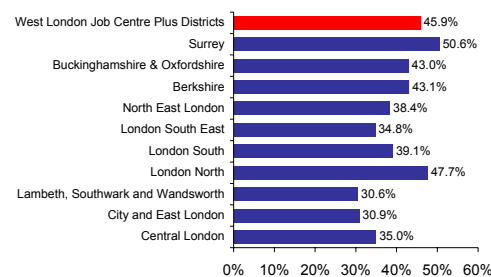 West London Job Centre Plus Districts 45.9%
Surrey 50.6%
Buckinghamshire & Oxfordshire 43.0%
Berkshire 43.1%
North East London 38.4%
London South East 34.8%
London South 39.1%
London North 47.7%
Lambeth, Southwark and Wandsworth 30.6%
City and East London 30.9%
Central London 35.0%
0% 10% 20% 30% 40% 50% 60%